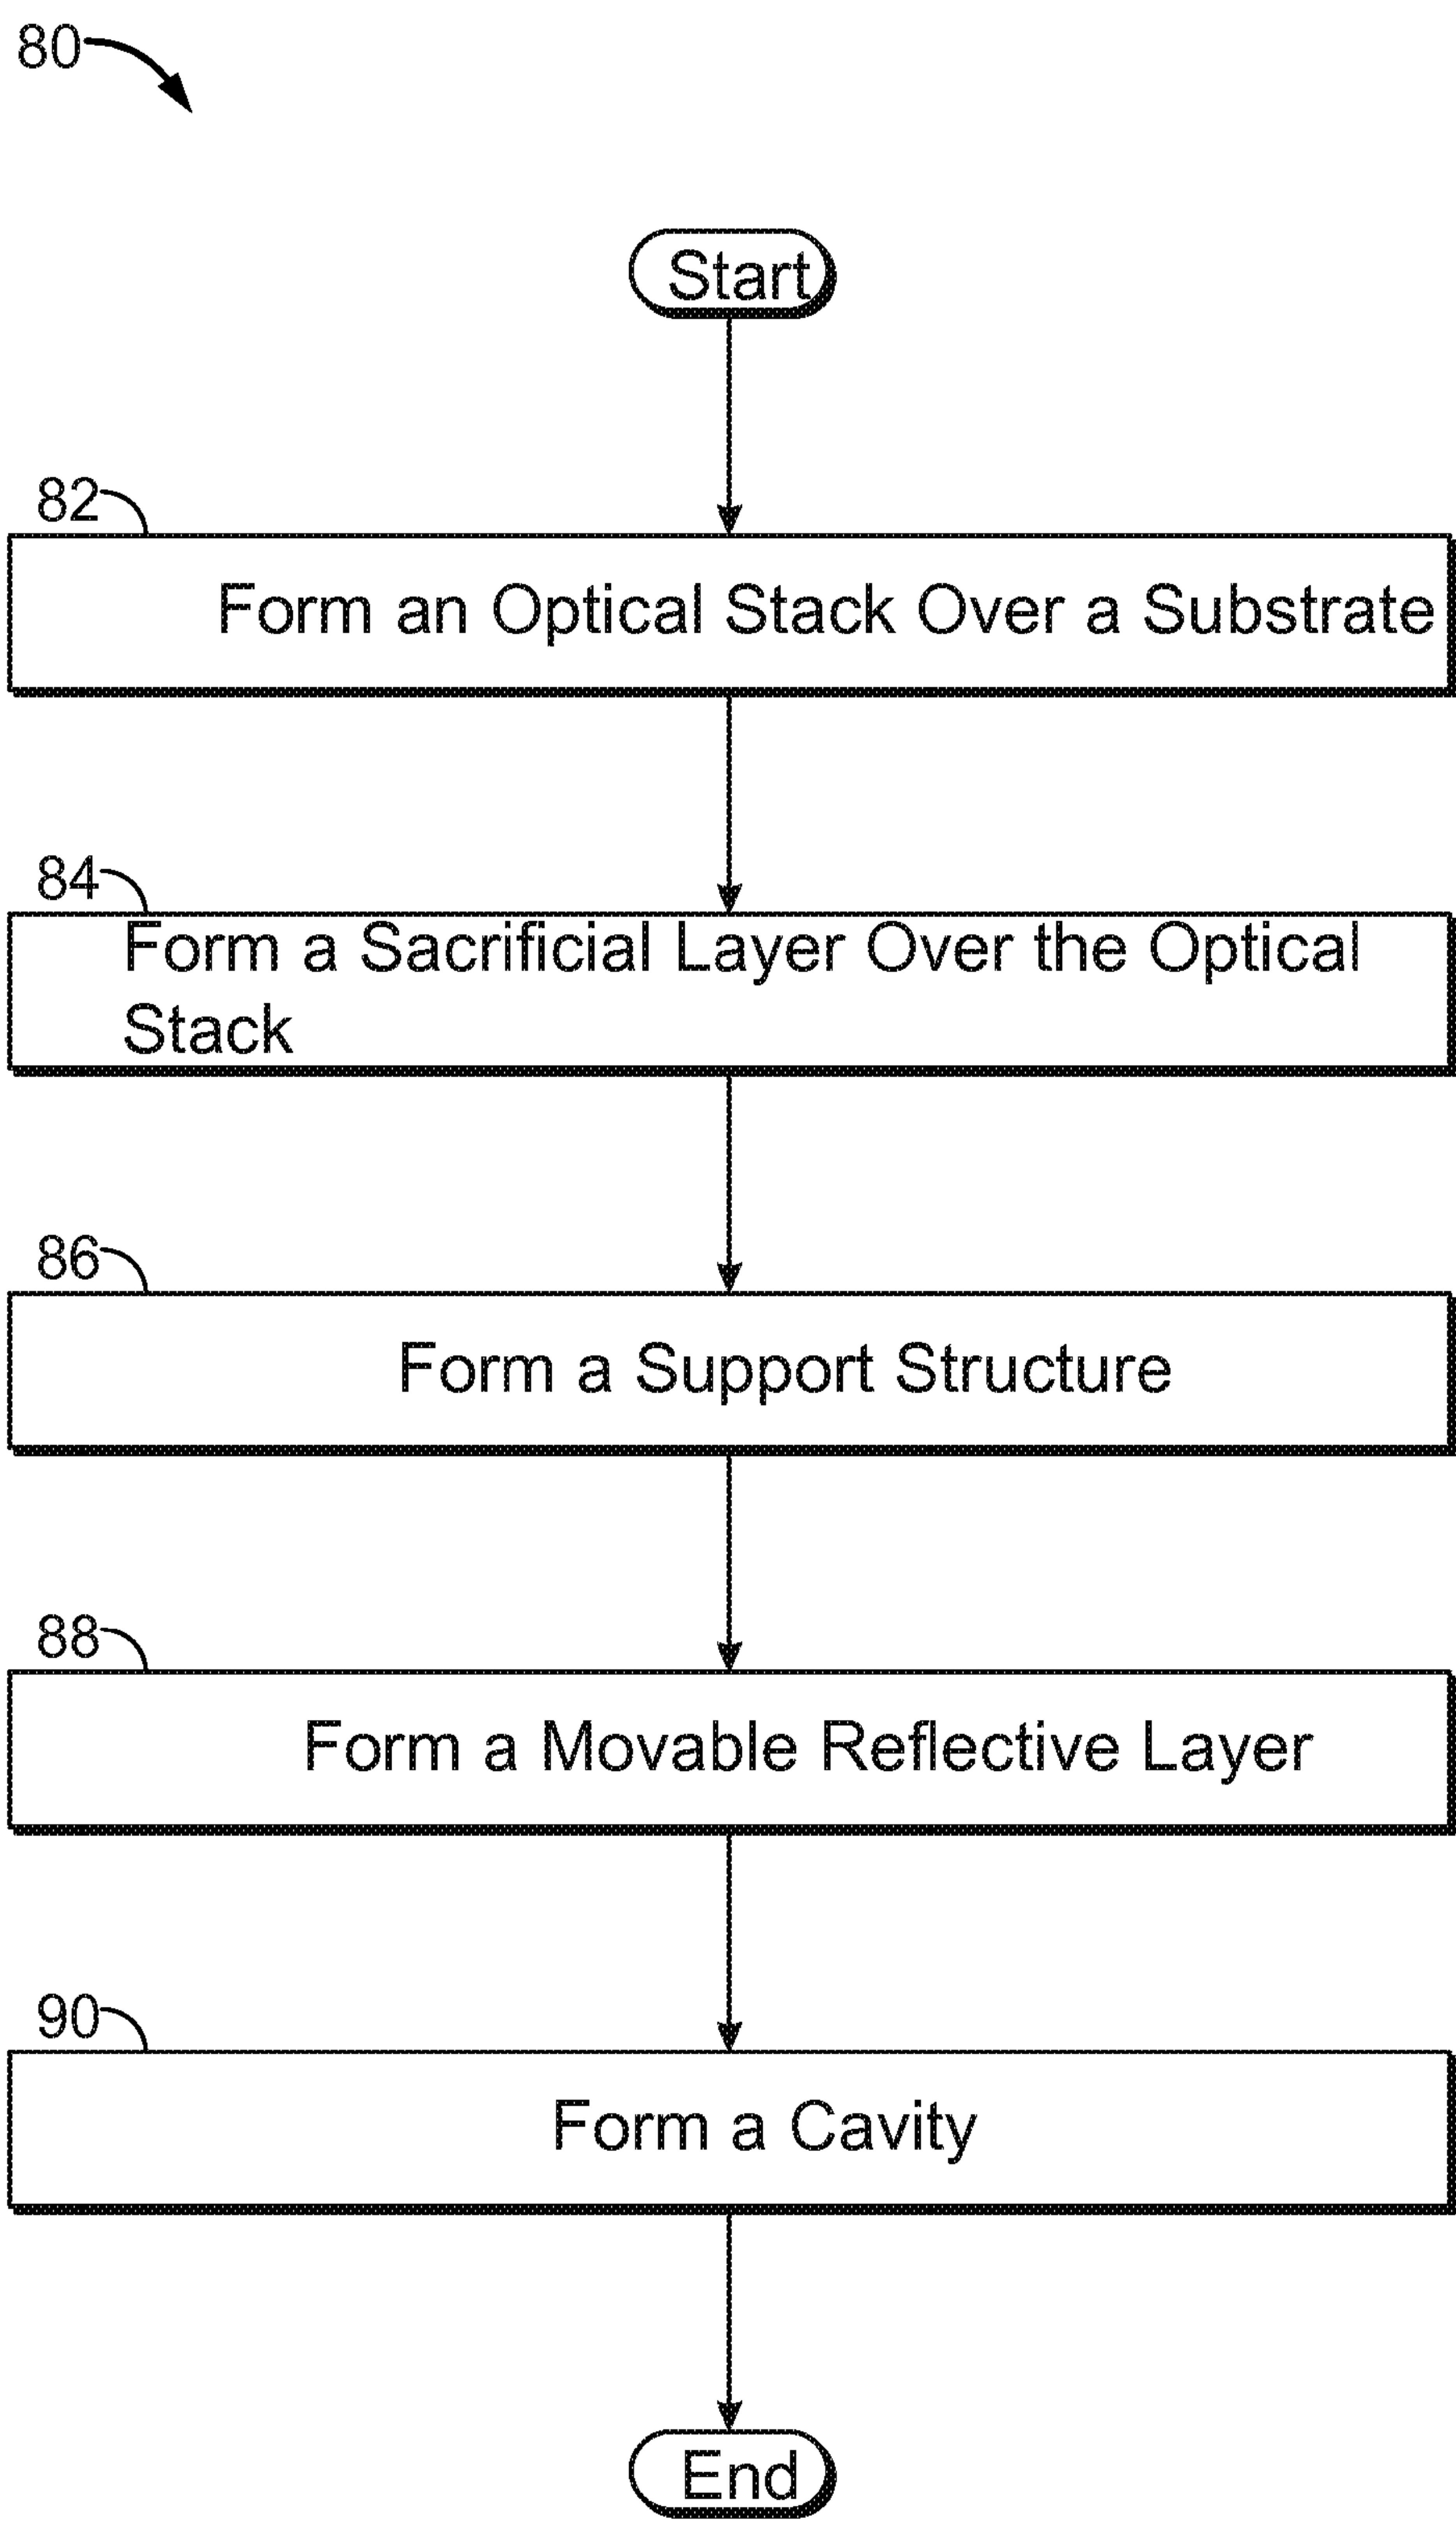 80
Start
82
Form an Optical Stack Over a Substrate
84
Form a Sacrificial Layer Over the Optical
Stack
86
Form a Support Structure
88
Form a Movable Reflective Layer
90
Form a Cavity
End